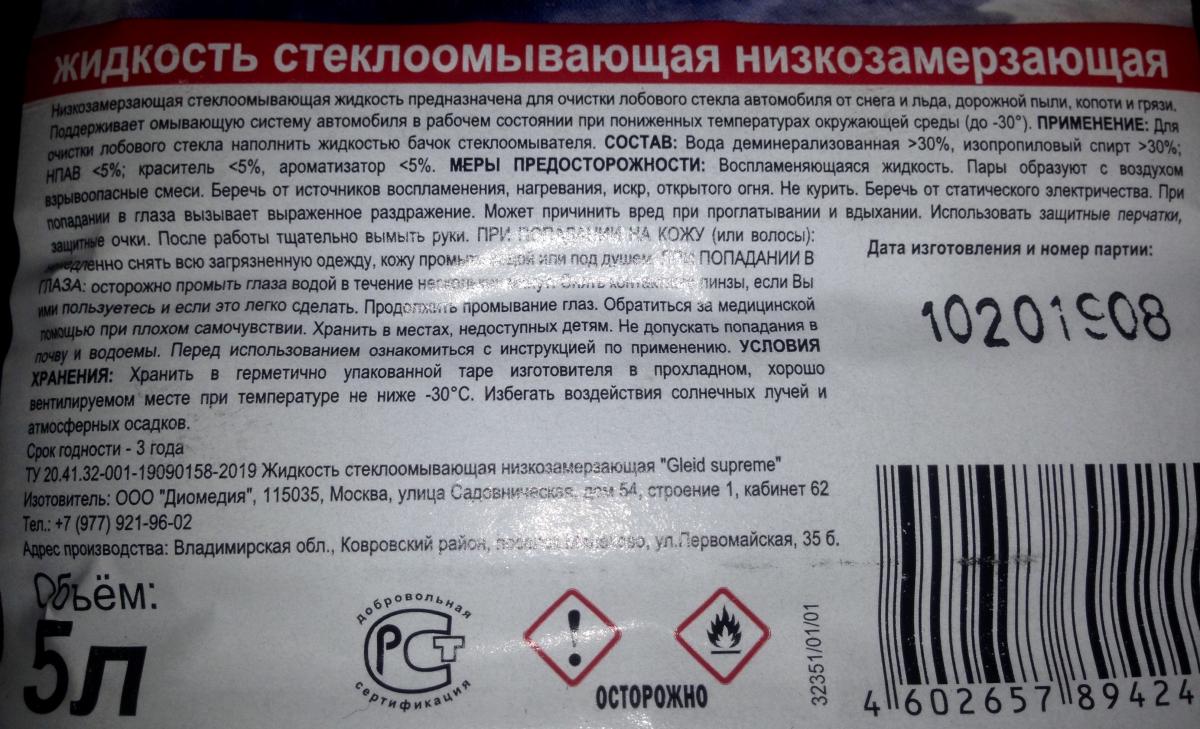 ЖИДКОСТЬ СТЕКЛООМЫВАЮЩАЯ НИЗКОЗАМЕРЗАЮЩАЯ
Низкозамерзающая стеклоомывающая жидкость предназначена для очистки лобового стекла автомобиля от снега и льда, дорожной пыли, копоти и грязи.
Поддерживает омывающую систему автомобиля в рабочем состоянии при пониженных температурах окружающей среды (до -30°). ПРИМЕНЕНИЕ: Для
очистки лобового стекла наполнить жидкостью бачок стеклоомывателя. СОСТАВ: Вода деминерализованная >30%, изопропиловый спирт >30%;
НПАВ <5%; краситель <5%, ароматизатор <5%. МЕРЫ ПРЕДОСТОРОЖНОСТИ: Воспламеняющаяся жидкость. Пары образуют с воздухом
взрывоопасные смеси. Беречь от источников воспламенения, нагревания, искр, открытого огня. Не курить. Беречь от статического электричества. При
попадании в глаза вызывает выраженное раздражение. Может причинить вред при проглатывании и вдыхании. Использовать защитные перчатки,
защитные очки. После работы тщательно вымыть руки. ПРИ ПОПАДАНИИ НА КОЖУ (или волосы):
немедленно снять всю загрязненную одежду, кожу промыть водой или под душем. ПРИ ПОПАДАНИИ В
ГЛАЗА: осторожно промыть глаза водой в течение нескольких минут. Снять контактные линзы, если Вы
ими пользуетесь и если это легко сделать. Продолжить промывание глаз. Обратиться за медицинской
помощью при плохом самочувствии. Хранить в местах, недоступных детям. Не допускать попадания в
почву и водоемы. Перед использованием ознакомиться с инструкцией по применению. УСЛОВИЯ
ХРАНЕНИЯ: Хранить в герметично упакованной таре изготовителя в прохладном, хорошо
вентилируемом месте при температуре не ниже -30°С. Избегать воздействия солнечных лучей и
атмосферных осадков.
Срок годности - 3 года
ТУ 20.41.32-001-19090158-2019 Жидкость стеклоомывающая низкозамерзающая "Gleid supreme"
Изотовитель: ООО "Диомедия", 115035, Москва, улица Садовническая, дом 54, строение 1, кабинет 62
Тел.: +7 (977) 921-96-02
Адрес производства: Владимирская обл., Ковровский район, ул.Первомайская, 35 б.
Дата изготовления и номер партии:
10201908
Объём:
5л
добровольная
РСТ
сертификация
ОСТОРОЖНО
32351/01/01
4 602657 89424